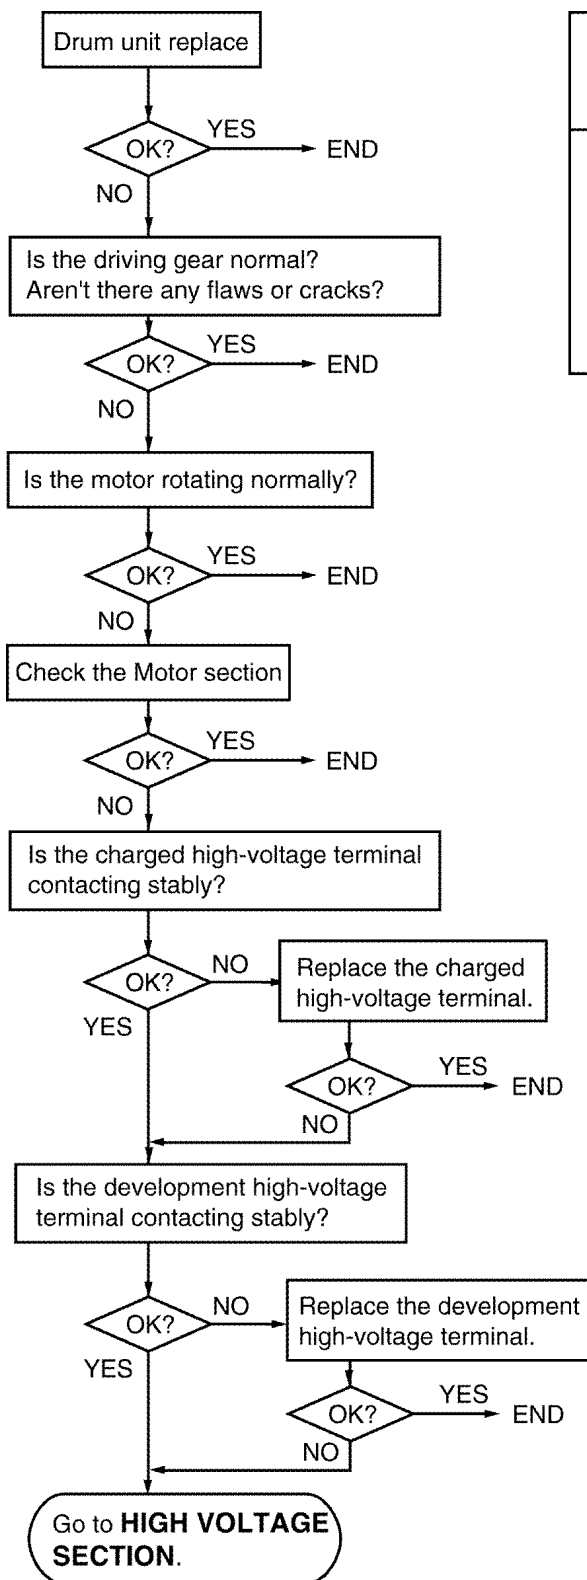 Drum unit replace
OK?
YES
END
NO
Is the driving gear normal?
Aren't there any flaws or cracks?
OK?
YES
END
NO
Is the motor rotating normally?
OK?
YES
END
NO
Check the Motor section
OK?
YES
END
NO
Is the charged high-voltage terminal
contacting stably?
OK?
NO
YES
Replace the charged
high-voltage terminal.
OK?
YES
END
NO
Is the development high-voltage
terminal contacting stably?
OK?
NO
YES
Replace the development
high-voltage terminal.
OK?
YES
END
NO
Go to HIGH VOLTAGE
SECTION.